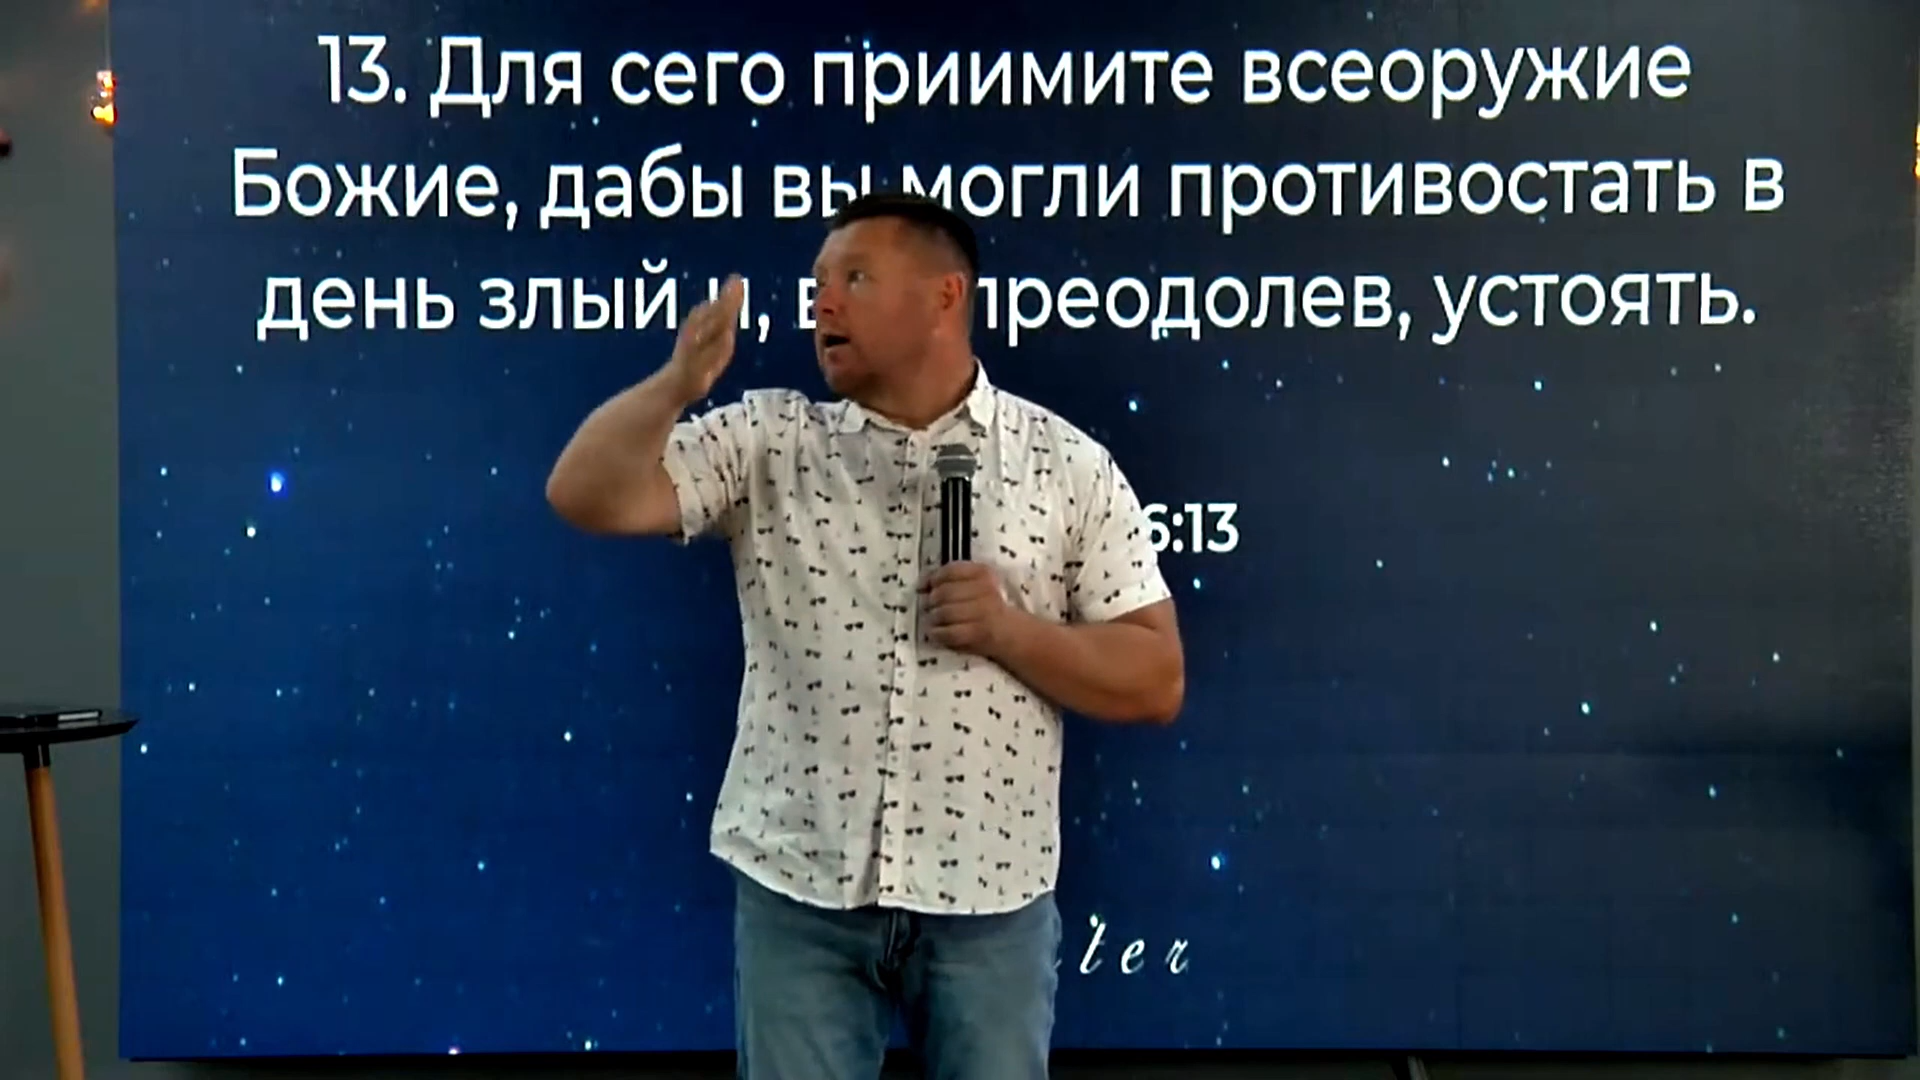 13. Для сего приимите всеоружие
Божие, дабы вы могли противостать в
день злый и, преодолев, устоять.
6:13